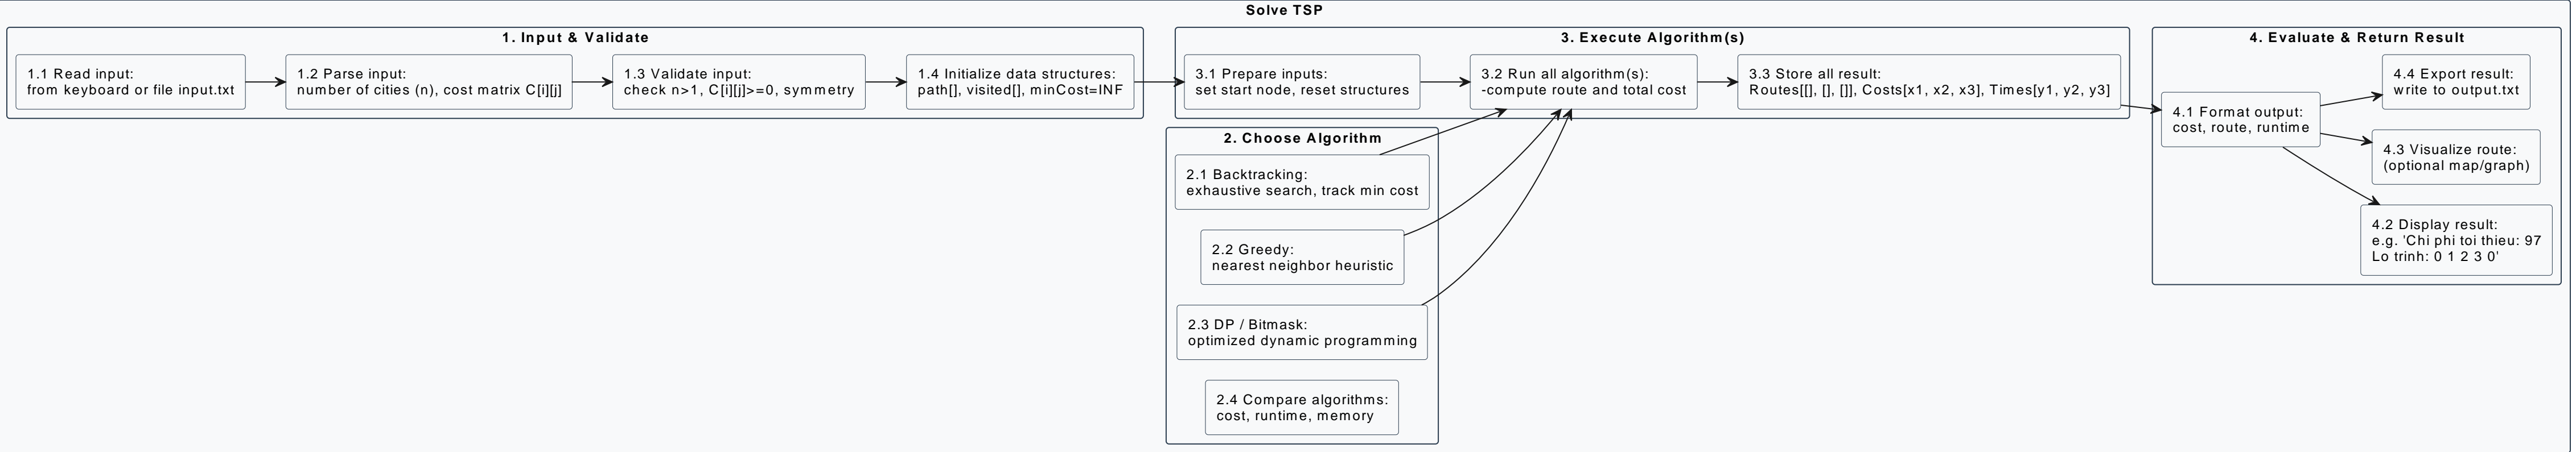 Solve TSP
1. Input & Validate
1.1 Read input:
from keyboard or file input.txt
1.2 Parse input:
number of cities (n), cost matrix C[i][j]
1.3 Validate input:
check n>1, C[i][j]>=0, symmetry
1.4 Initialize data structures:
path[], visited[], minCost=INF
3. Execute Algorithm(s)
3.1 Prepare inputs:
set start node, reset structures
3.2 Run all algorithm(s):
-compute route and total cost
3.3 Store all result:
Routes[[], [], []], Costs[x1, x2, x3], Times[y1, y2, y3]
2. Choose Algorithm
2.1 Backtracking:
exhaustive search, track min cost
2.2 Greedy:
nearest neighbor heuristic
2.3 DP / Bitmask:
optimized dynamic programming
2.4 Compare algorithms:
cost, runtime, memory
4. Evaluate & Return Result
4.1 Format output:
cost, route, runtime
4.4 Export result:
write to output.txt
4.3 Visualize route:
(optional map/graph)
4.2 Display result:
e.g. 'Chi phi toi thieu: 97
Lo trinh: 0 1 2 3 0'